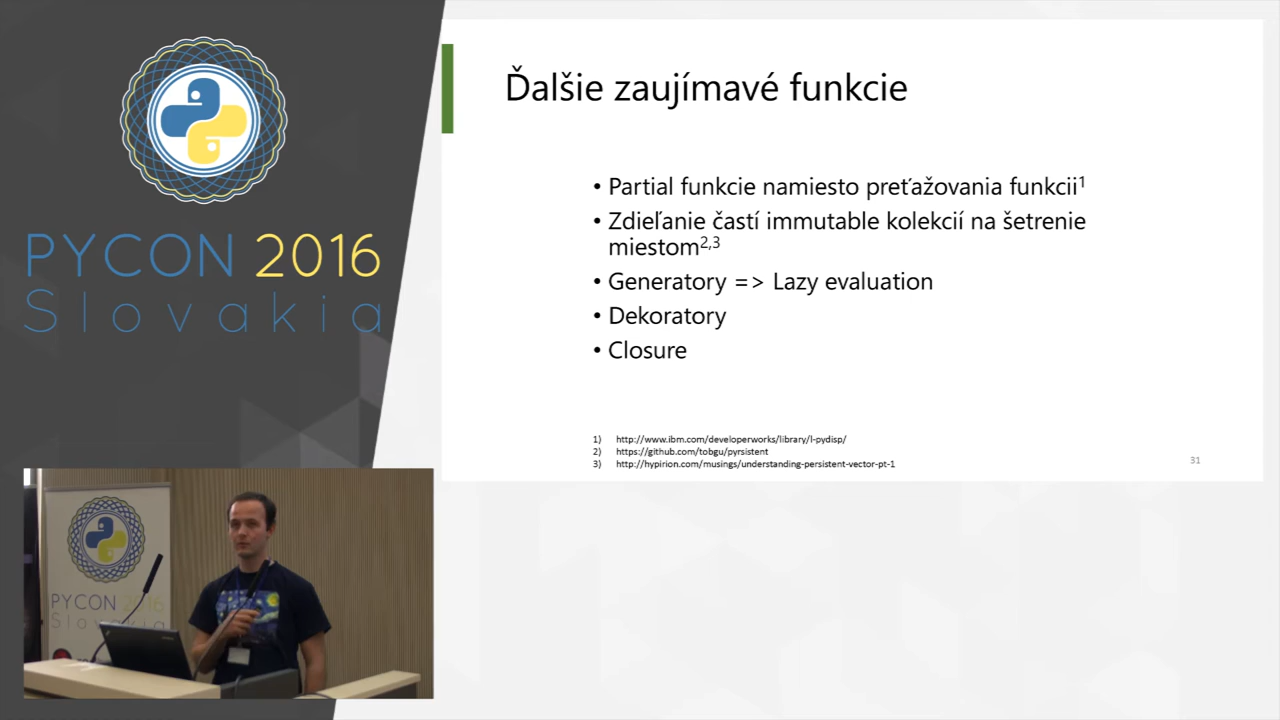 PYCON 2016
Slovakia
Ďalšie zaujímavé funkcie
• Partial funkcie namiesto preťažovania funkcii1
• Zdieľanie častí immutable kolekcií na šetrenie
miestom2,3
• Generatory => Lazy evaluation
• Dekoratory
• Closure
1) http://www.ibm.com/developerworks/library/l-pydisp/
2) https://github.com/tobgu/pyrsistent
3) http://hypirion.com/musings/understanding-persistent-vector-pt-1
31
PYCON 2016
Slovakia